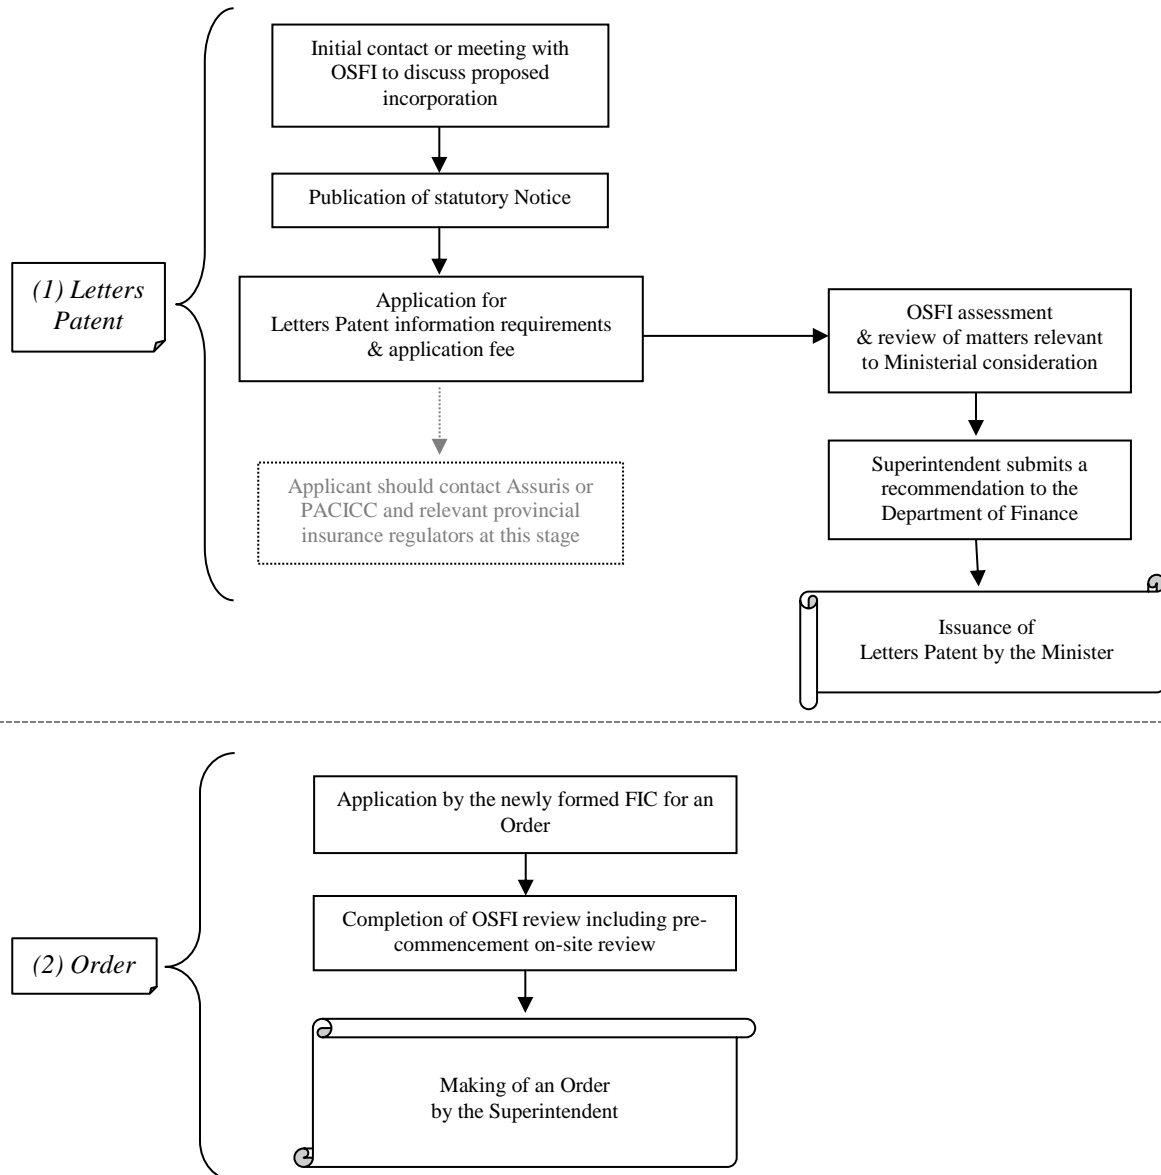 Initial contact or meeting with
OSFI to discuss proposed
incorporation
Publication of statutory Notice
(1) Letters
Patent
Application for
Letters Patent information requirements
& application fee
OSFI assessment
& review of matters relevant
to Ministerial consideration
Applicant should contact Assuris or
PACICC and relevant provincial
insurance regulators at this stage
Superintendent submits a
recommendation to the
Department of Finance
Issuance of
Letters Patent by the Minister
(2) Order
Application by the newly formed FIC for an
Order
Completion of OSFI review including pre-
commencement on-site review
Making of an Order
by the Superintendent